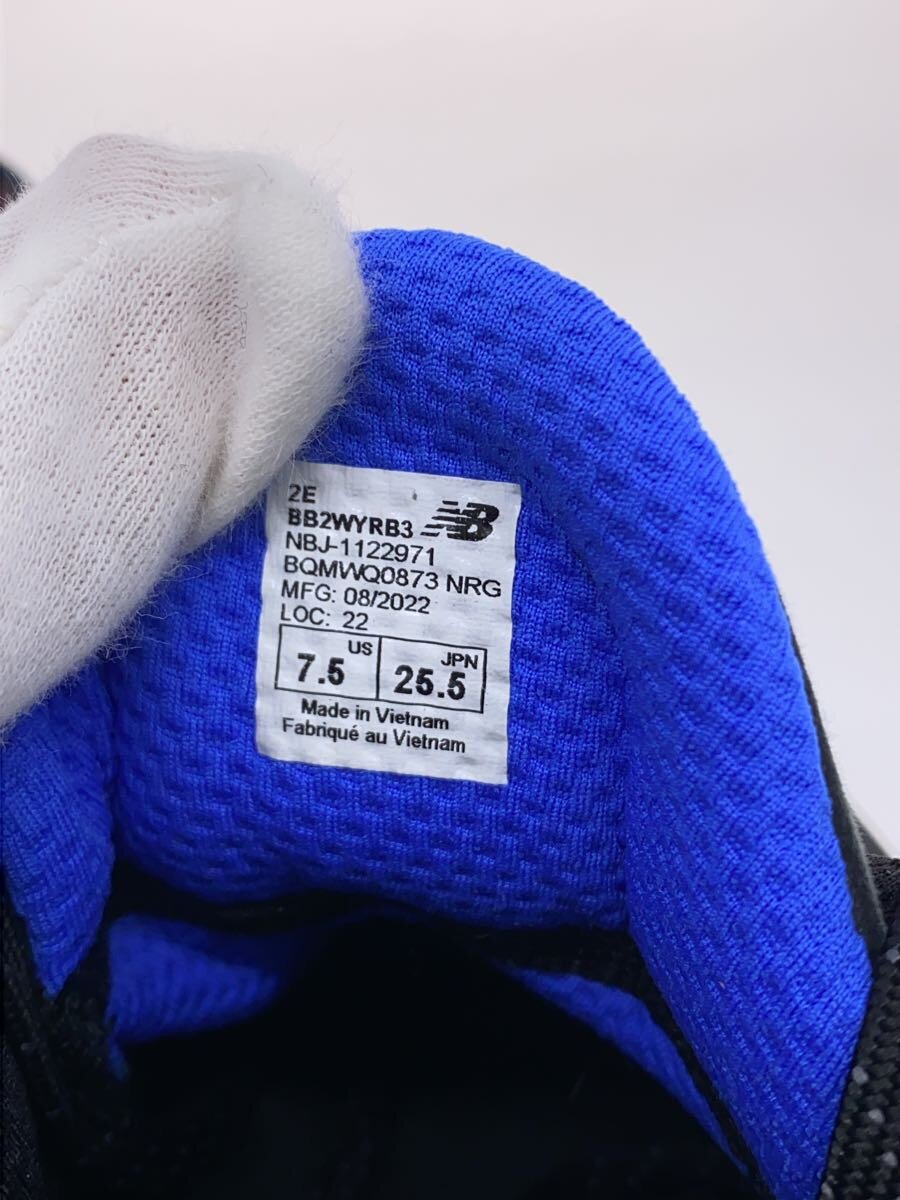 2E
BB2WYRB3 NB
NBJ-1122971
BQMWQ0873 NRG
MFG: 08/2022
LOC: 22
US JPN
7.5 25.5
Made in Vietnam
Fabriqué au Vietnam